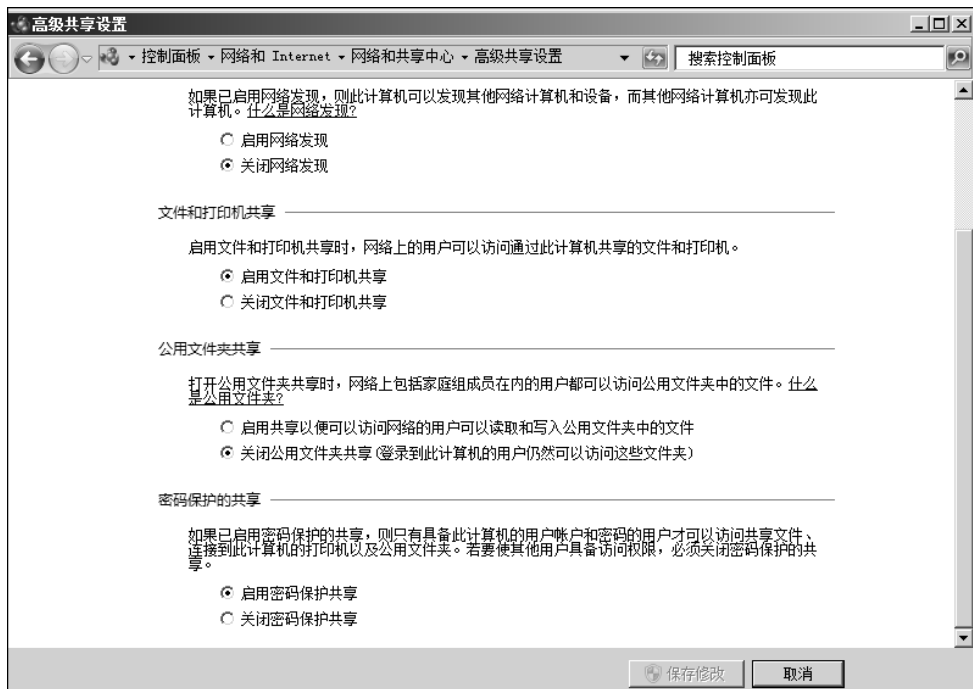 高级共享设置
控制面板 网络和 Internet 网络和共享中心 高级共享设置 搜索控制面板
如果已启用网络发现，则此计算机可以发现其他网络计算机和设备，而其他网络计算机亦可发现此
计算机。什么是网络发现?
启用网络发现
关闭网络发现
文件和打印机共享
启用文件和打印机共享时，网络上的用户可以访问通过此计算机共享的文件和打印机。
启用文件和打印机共享
关闭文件和打印机共享
公用文件夹共享
打开公用文件夹共享时，网络上包括家庭组成员在内的用户都可以访问公用文件夹中的文件。什么
是公用文件夹?
启用共享以便可以访问网络的用户可以读取和写入公用文件夹中的文件
关闭公用文件夹共享(登录到此计算机的用户仍然可以访问这些文件夹)
密码保护的共享
如果已启用密码保护的共享，则只有具备此计算机的用户帐户和密码的用户才可以访问共享文件、
连接到此计算机的打印机以及公用文件夹。若要使其他用户具备访问权限，必须关闭密码保护的共
享。
启用密码保护共享
关闭密码保护共享
保存修改 取消